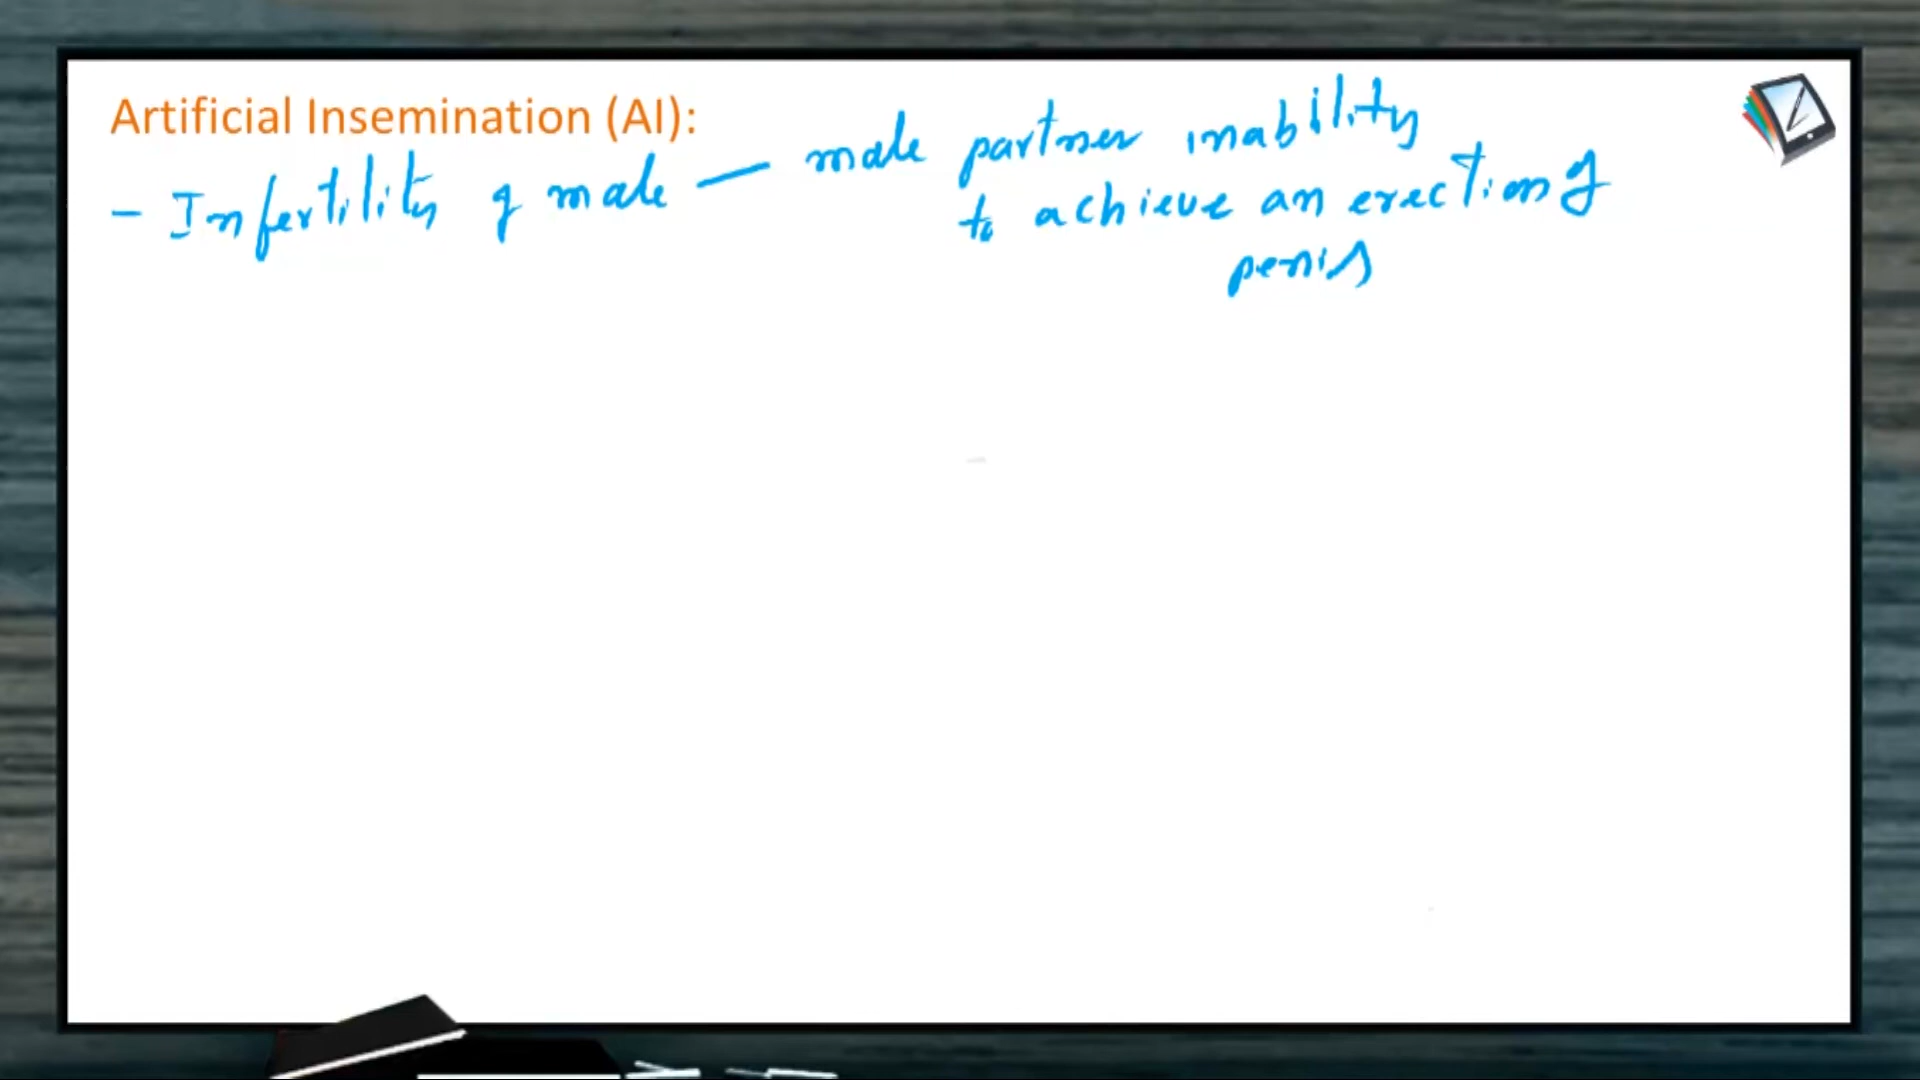 Artificial Insemination (AI):
- Infertility of male — male partner inability
to achieve an erection of
penis